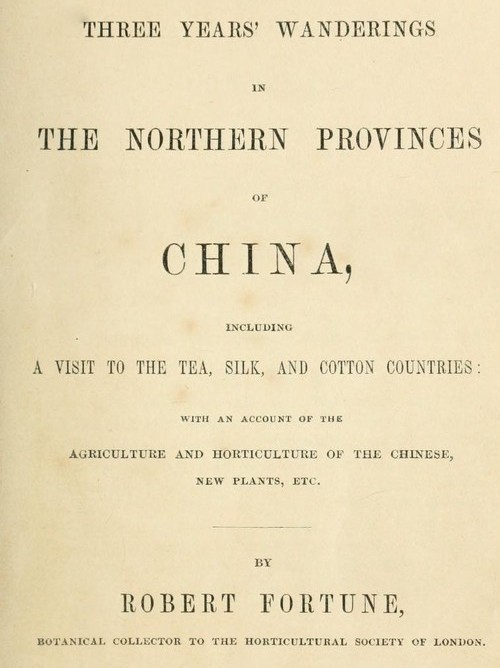 THREE YEARS' WANDERINGS
IN
THE NORTHERN PROVINCES
OF
CHINA,
INCLUDING
A VISIT TO THE TEA, SILK, AND COTTON COUNTRIES:
WITH AN ACCOUNT OF THE
AGRICULTURE AND HORTICULTURE OF THE CHINESE,
NEW PLANTS, ETC.
BY
ROBERT FORTUNE,
BOTANICAL COLLECTOR TO THE HORTICULTURAL SOCIETY OF LONDON.